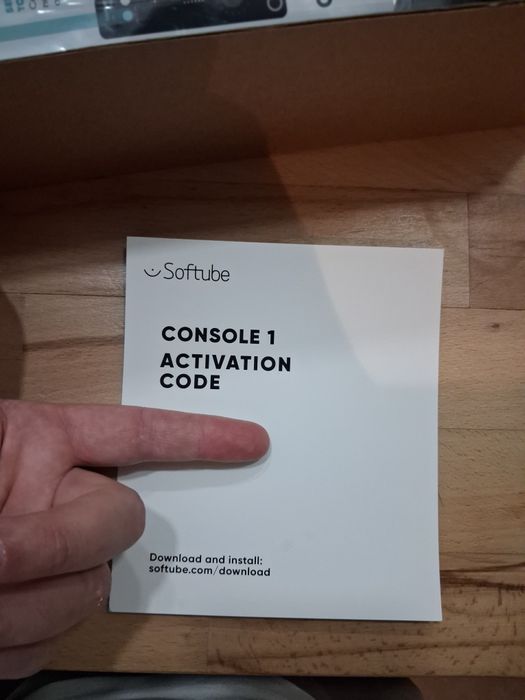 Softube
CONSOLE 1
ACTIVATION
CODE
Download and install:
softube.com/download